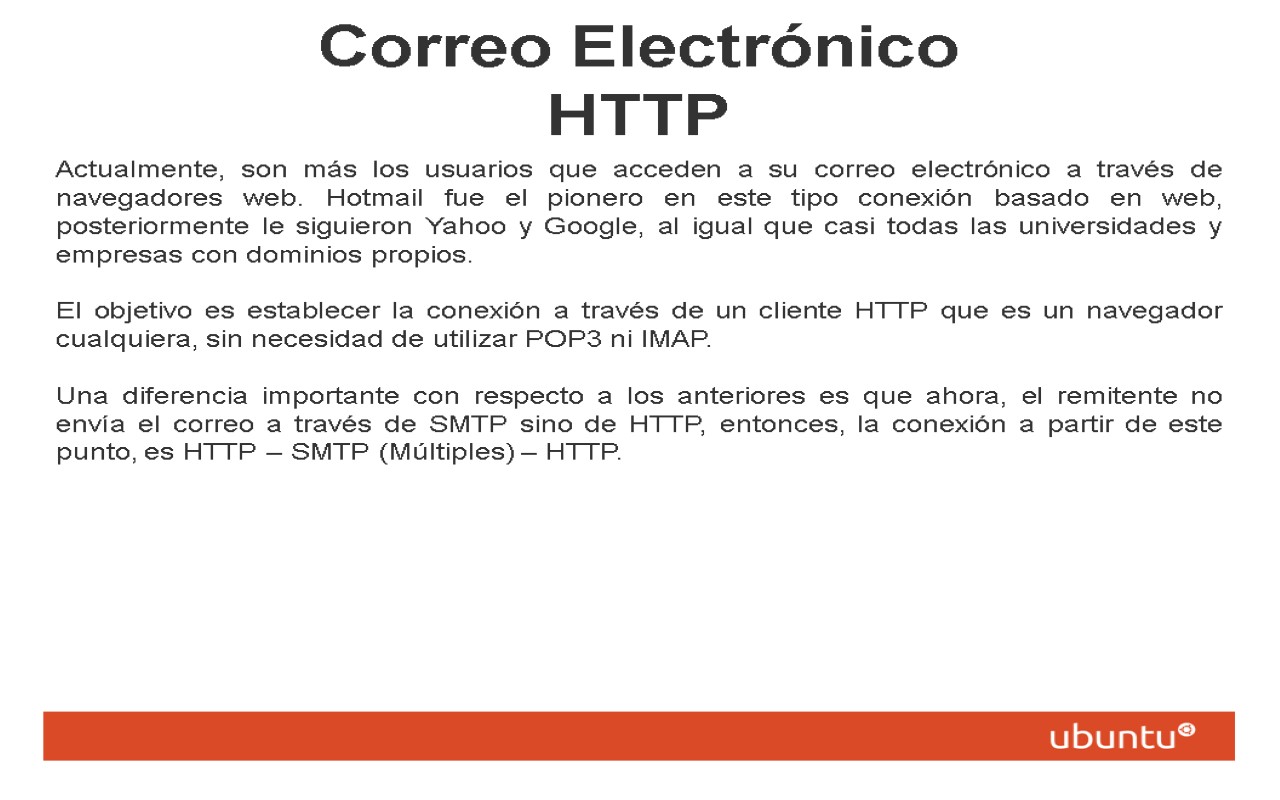 Correo Electrónico
HTTP
Actualmente, son más los usuarios que acceden a su correo electrónico a través de
navegadores web. Hotmail fue el pionero en este tipo conexión basado en web,
posteriormente le siguieron Yahoo y Google, al igual que casi todas las universidades y
empresas con dominios propios.
El objetivo es establecer la conexión a través de un cliente HTTP que es un navegador
cualquiera, sin necesidad de utilizar POP3 ni IMAP.
Una diferencia importante con respecto a los anteriores es que ahora, el remitente no
envía el correo a través de SMTP sino de HTTP, entonces, la conexión a partir de este
punto, es HTTP – SMTP (Múltiples) – HTTP.
ubuntu